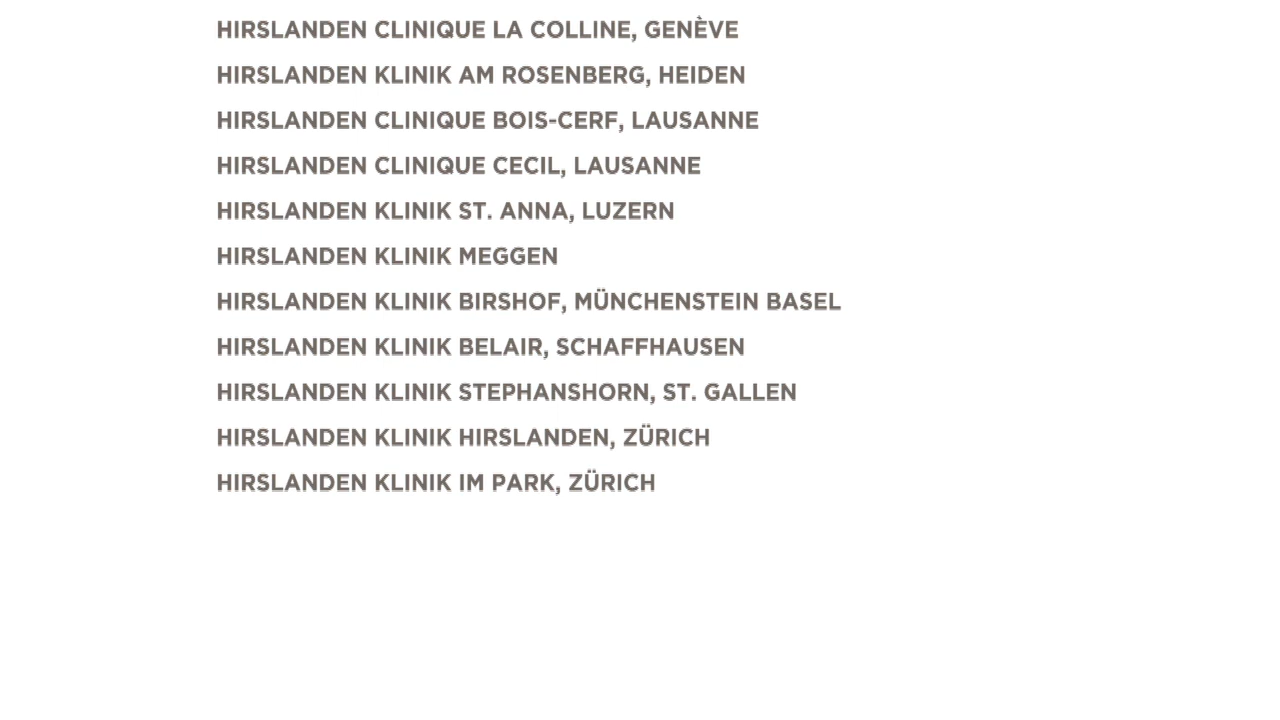 HIRSLANDEN CLINIQUE LA COLLINE, GENÈVE
HIRSLANDEN KLINIK AM ROSENBERG, HEIDEN
HIRSLANDEN CLINIQUE BOIS-CERF, LAUSANNE
HIRSLANDEN CLINIQUE CECIL, LAUSANNE
HIRSLANDEN KLINIK ST. ANNA, LUZERN
HIRSLANDEN KLINIK MEGGEN
HIRSLANDEN KLINIK BIRSHOF, MÜNCHENSTEIN BASEL
HIRSLANDEN KLINIK BELAIR, SCHAFFHAUSEN
HIRSLANDEN KLINIK STEPHANSHORN, ST. GALLEN
HIRSLANDEN KLINIK HIRSLANDEN, ZÜRICH
HIRSLANDEN KLINIK IM PARK, ZÜRICH